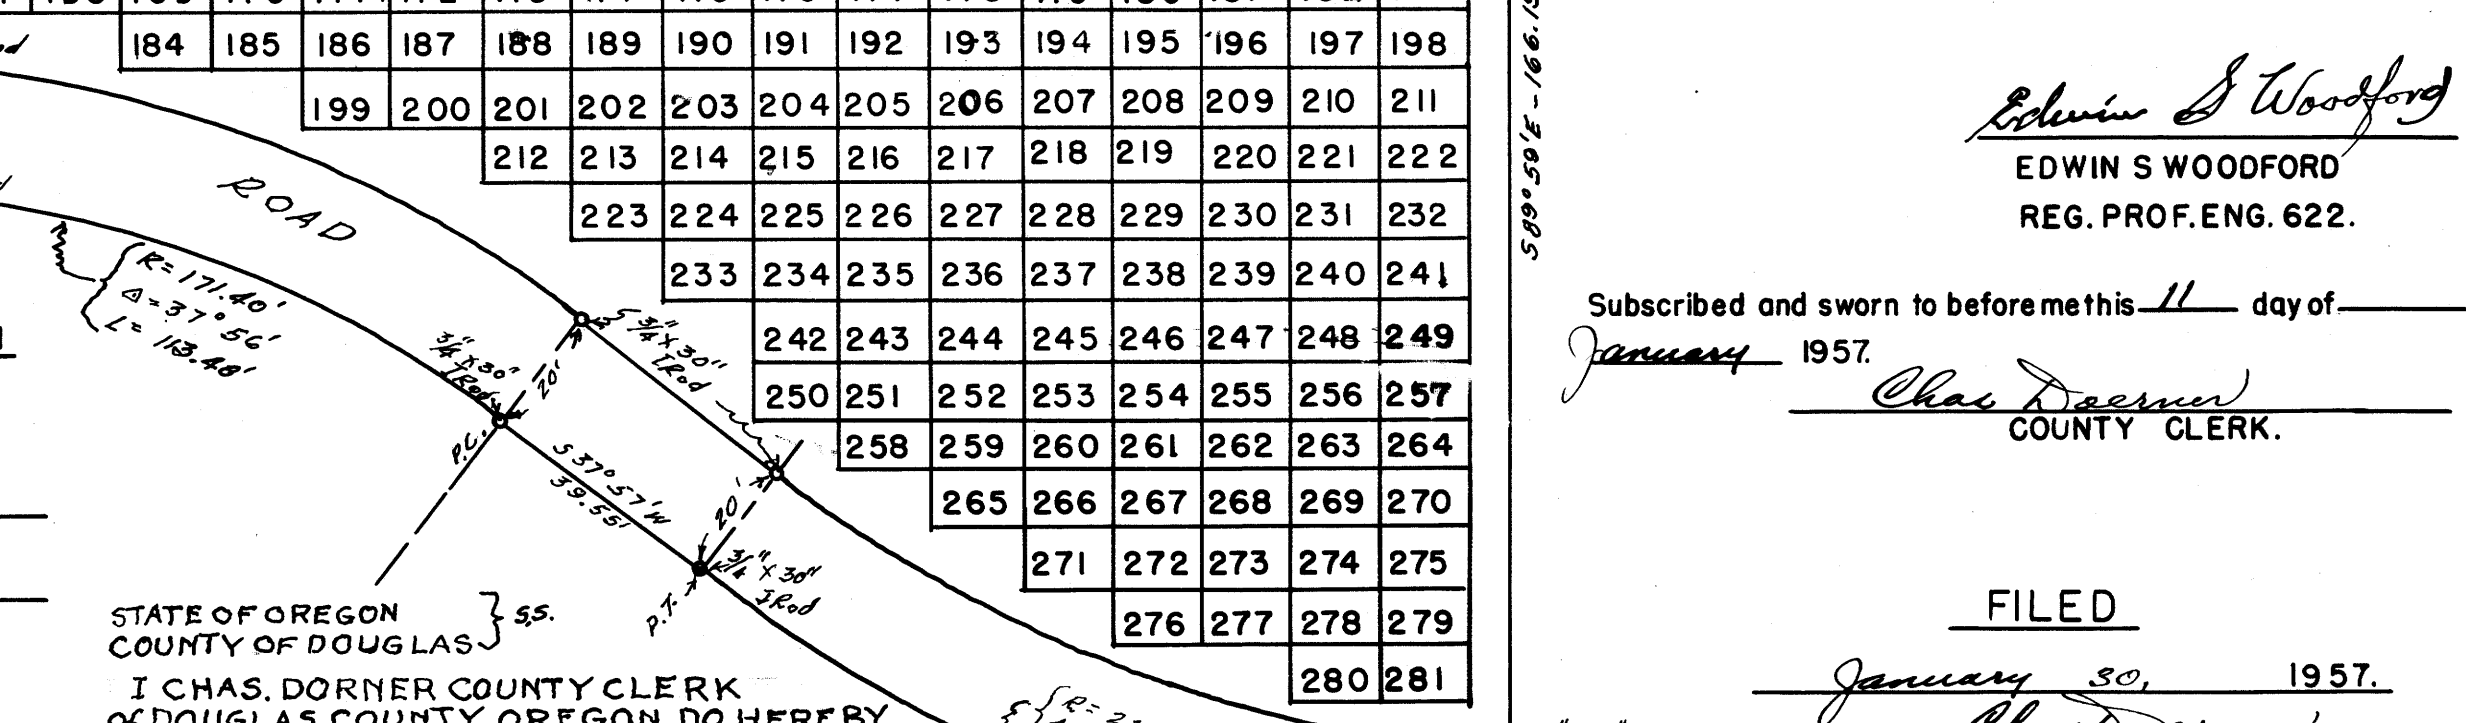 184 185 186 187 188 189 190 191 192 193 194 195 196 197 198
199 200 201 202 203 204 205 206 207 208 209 210 211
212 213 214 215 216 217 218 219 220 221 222
223 224 225 226 227 228 229 230 231 232
233 234 235 236 237 238 239 240 241
242 243 244 245 246 247 248 249
250 251 252 253 254 255 256 257
258 259 260 261 262 263 264
265 266 267 268 269 270
271 272 273 274 275
276 277 278 279
280 281
ROAD
R=171.40'
Δ=37°56'
L= 113.48'
3/4" X 30"
I Rod
20'
3/4" X 30"
I Rod
P.C.
S 37° 57' W
39.55'
20'
3/4" X 30"
I Rod
P.T.
STATE OF OREGON
COUNTY OF DOUGLAS } S.S.
I CHAS. DORNER COUNTY CLERK
OF DOUGLAS COUNTY OREGON DO HEREBY
S89°59'E-166.15
Edwin S Woodford
EDWIN S WOODFORD
REG. PROF. ENG. 622.
Subscribed and sworn to before me this 11 day of
January 1957.
Chas Doerner
COUNTY CLERK.
FILED
January 30, 1957.